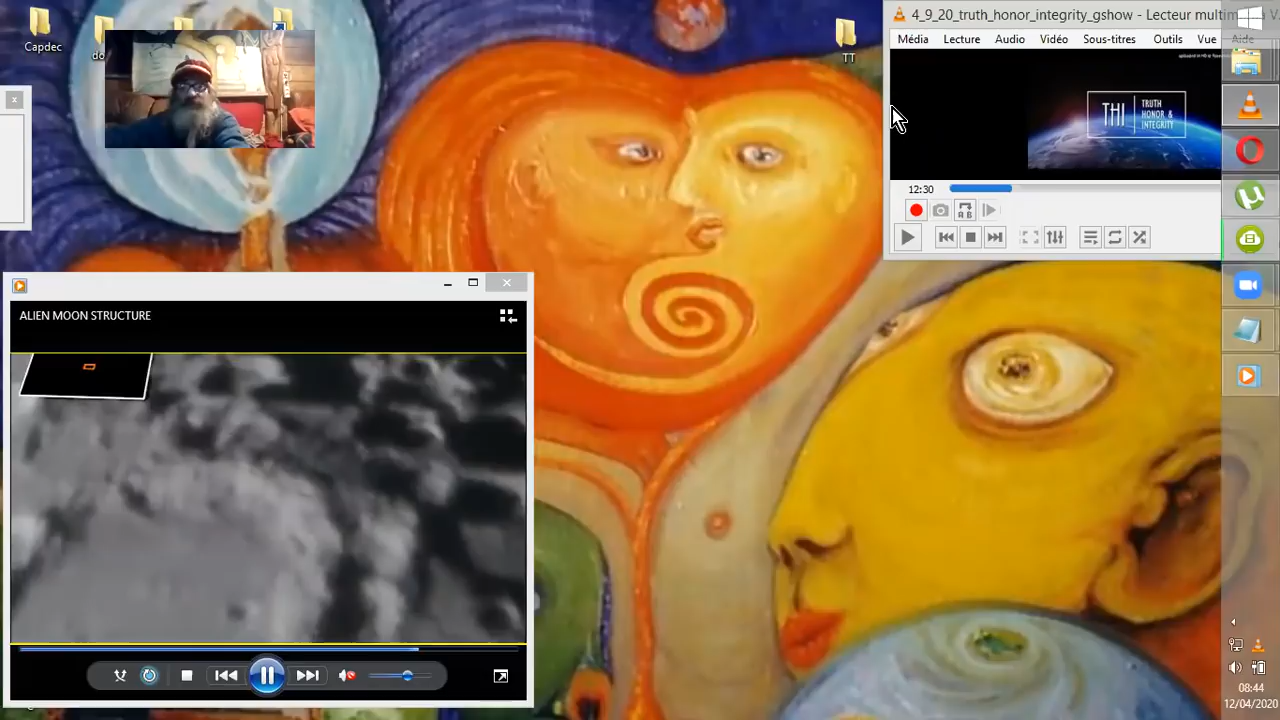 Capdec
do
TT
4_9_20_truth_honor_integrity_gshow - Lecteur multim
Média Lecture Audio Vidéo Sous-titres Outils Vue Aide
THI TRUTH
HONOR &
INTEGRITY
12:30
A B
ALIEN MOON STRUCTURE
08:44
12/04/2020